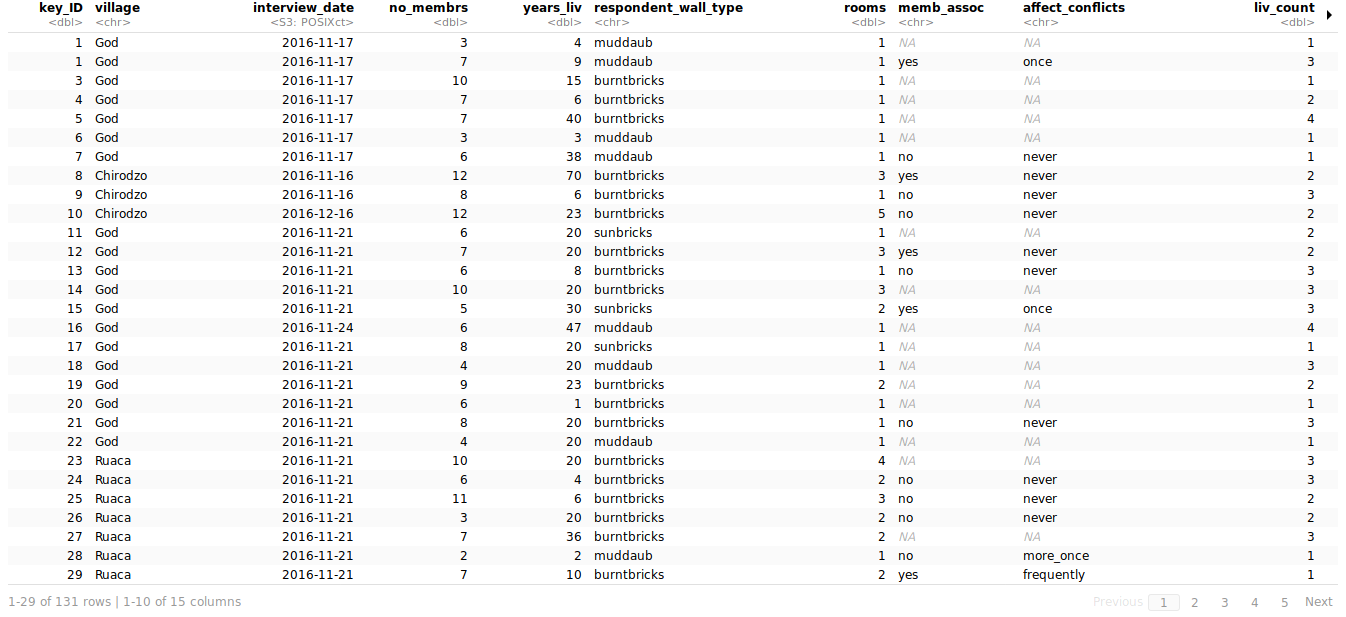 key_ID village interview_date no_membrs years_liv respondent_wall_type rooms memb_assoc affect_conflicts liv_count
<dbl> <chr> <S3: POSIXct> <dbl> <dbl> <chr> <dbl> <chr> <chr> <dbl>
1 God 2016-11-17 3 4 muddaub 1 NA NA 1
1 God 2016-11-17 7 9 muddaub 1 yes once 3
3 God 2016-11-17 10 15 burntbricks 1 NA NA 1
4 God 2016-11-17 7 6 burntbricks 1 NA NA 2
5 God 2016-11-17 7 40 burntbricks 1 NA NA 4
6 God 2016-11-17 3 3 muddaub 1 NA NA 1
7 God 2016-11-17 6 38 muddaub 1 no never 1
8 Chirodzo 2016-11-16 12 70 burntbricks 3 yes never 2
9 Chirodzo 2016-11-16 8 6 burntbricks 1 no never 3
10 Chirodzo 2016-12-16 12 23 burntbricks 5 no never 2
11 God 2016-11-21 6 20 sunbricks 1 NA NA 2
12 God 2016-11-21 7 20 burntbricks 3 yes never 2
13 God 2016-11-21 6 8 burntbricks 1 no never 3
14 God 2016-11-21 10 20 burntbricks 3 NA NA 3
15 God 2016-11-21 5 30 sunbricks 2 yes once 3
16 God 2016-11-24 6 47 muddaub 1 NA NA 4
17 God 2016-11-21 8 20 sunbricks 1 NA NA 1
18 God 2016-11-21 4 20 muddaub 1 NA NA 3
19 God 2016-11-21 9 23 burntbricks 2 NA NA 2
20 God 2016-11-21 6 1 burntbricks 1 NA NA 1
21 God 2016-11-21 8 20 burntbricks 1 no never 3
22 God 2016-11-21 4 20 muddaub 1 NA NA 1
23 Ruaca 2016-11-21 10 20 burntbricks 4 NA NA 3
24 Ruaca 2016-11-21 6 4 burntbricks 2 no never 3
25 Ruaca 2016-11-21 11 6 burntbricks 3 no never 2
26 Ruaca 2016-11-21 3 20 burntbricks 2 no never 2
27 Ruaca 2016-11-21 7 36 burntbricks 2 NA NA 3
28 Ruaca 2016-11-21 2 2 muddaub 1 no more_once 1
29 Ruaca 2016-11-21 7 10 burntbricks 2 yes frequently 1
1-29 of 131 rows | 1-10 of 15 columns Previous 1 2 3 4 5 Next